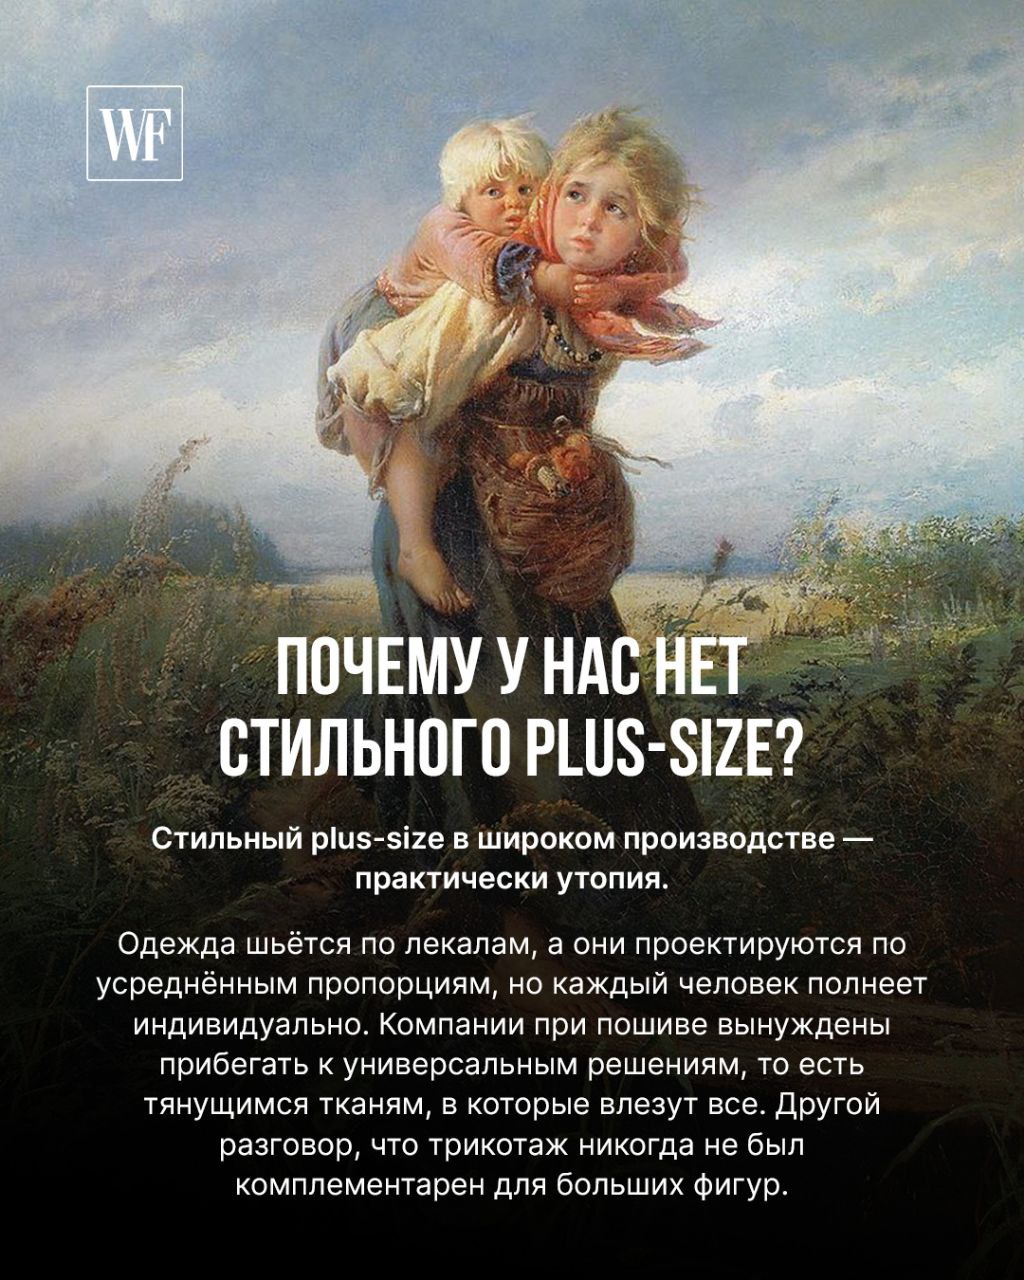 WF
ПОЧЕМУ У НАС НЕТ
СТИЛЬНОГО PLUS-SIZE?
Стильный plus-size в широком производстве —
практически утопия.
Одежда шьётся по лекалам, а они проектируются по
усреднённым пропорциям, но каждый человек полнеет
индивидуально. Компании при пошиве вынуждены
прибегать к универсальным решениям, то есть
тянущимся тканям, в которые влезут все. Другой
разговор, что трикотаж никогда не был
комплементарен для больших фигур.